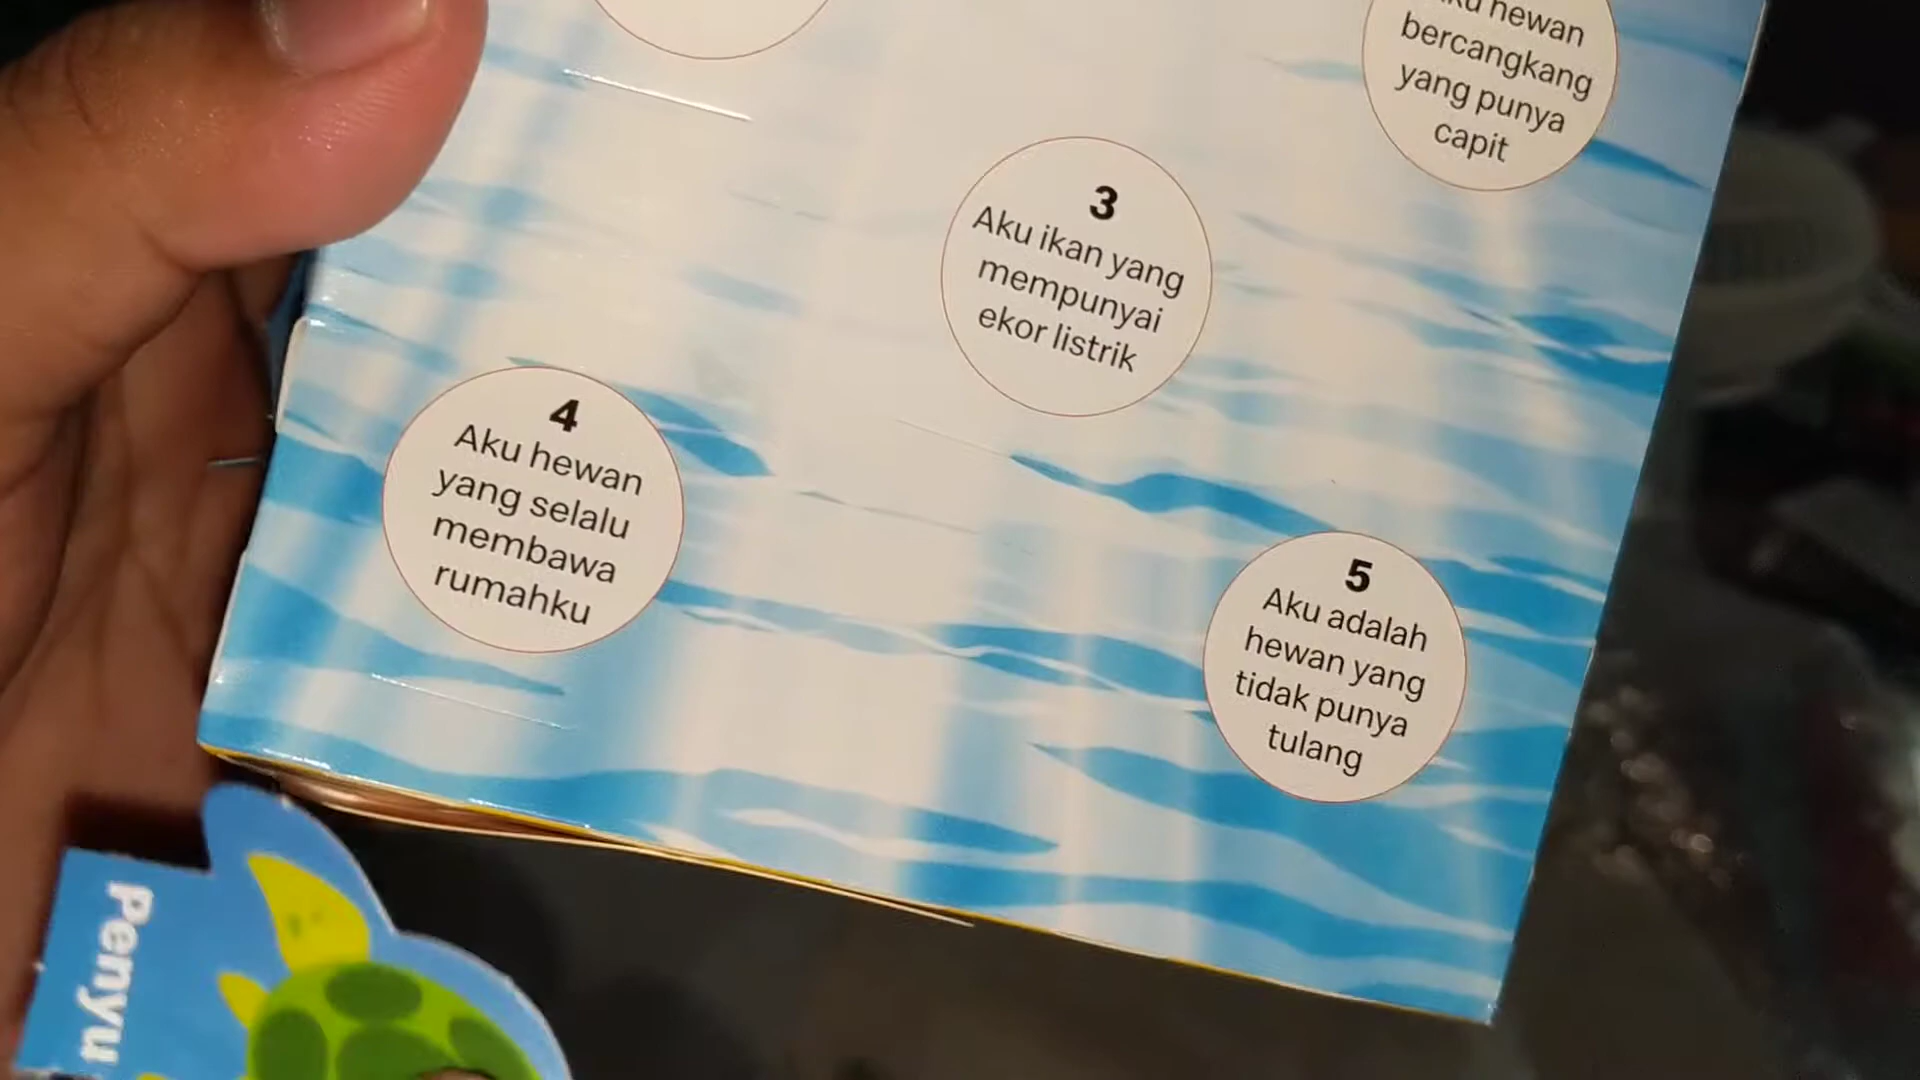 hewan
bercangkang
yang punya
capit
3
Aku ikan yang
mempunyai
ekor listrik
4
Aku hewan
yang selalu
membawa
rumahku
5
Aku adalah
hewan yang
tidak punya
tulang
Penyu